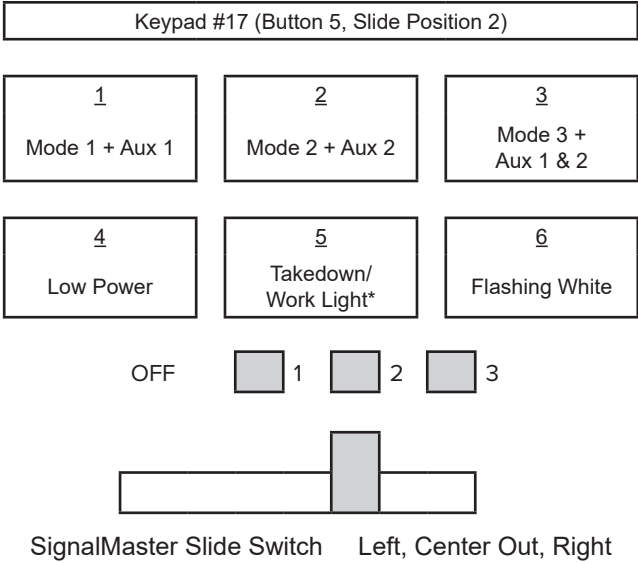 Keypad #17 (Button 5, Slide Position 2)
1
2
3
Mode 1 + Aux 1
Mode 2 + Aux 2
Mode 3 +
Aux 1 & 2
4
5
6
Low Power
Takedown/
Work Light*
Flashing White
OFF 1 2 3
SignalMaster Slide Switch Left, Center Out, Right